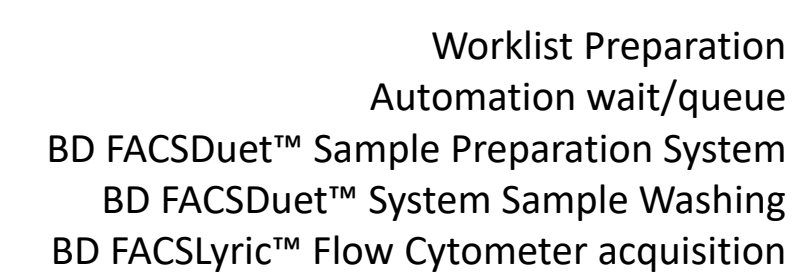 Worklist Preparation
Automation wait/queue
BD FACSDuet™ Sample Preparation System
BD FACSDuet™ System Sample Washing
BD FACSLyric™ Flow Cytometer acquisition